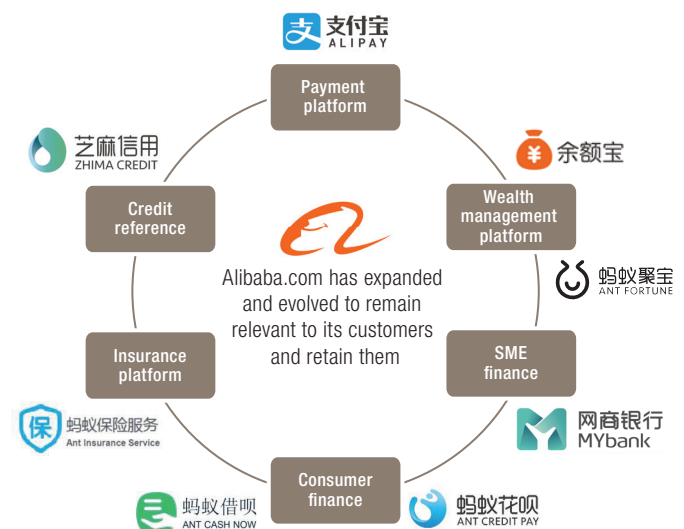 支付宝
ALIPAY
Payment
platform
芝麻信用
ZHIMA CREDIT
余额宝
Credit
reference
Wealth
management
platform
Alibaba.com has expanded
and evolved to remain
relevant to its customers
and retain them
蚂蚁聚宝
ANT FORTUNE
Insurance
platform
SME
finance
保
蚂蚁保险服务
Ant Insurance Service
网商银行
MYbank
Consumer
finance
蚂蚁借呗
ANT CASH NOW
蚂蚁花呗
ANT CREDIT PAY